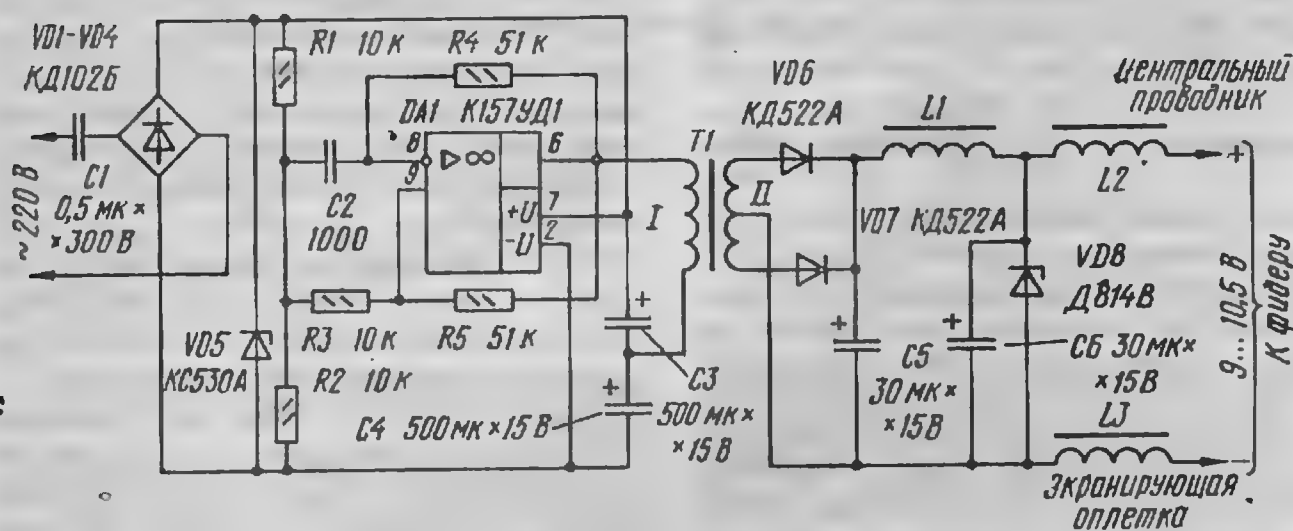 VD1-VD4
КД102Б
C1
0,5 мк ×
× 300 В
~ 220 В
R1 10 к
R4 51 к
DA1 К157УД1
8
9
▷ ∞
6
7
2
+U
-U
C2
1000
R3 10 к
R5 51 к
VD5
КС530А
R2 10 к
C4 500 мк × 15 В
C3
500 мк ×
× 15 В
T1
I
II
VD6
КД522А
VD7 КД522А
L1
L2
Центральный
проводник
+
C5
30 мк ×
× 15 В
VD8
Д814В
C6 30 мк ×
× 15 В
L3
-
Экранирующая
оплетка
9... 10,5 В
К фидеру